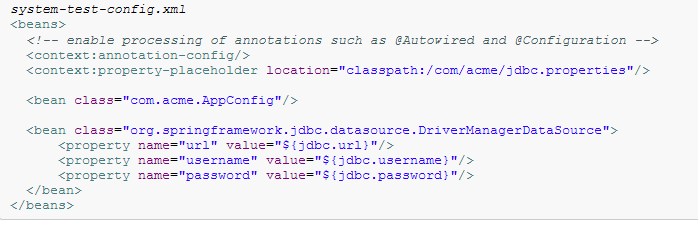 system-test-config.xml
<beans>
<!-- enable processing of annotations such as @Autowired and @Configuration -->
<context:annotation-config/>
<context:property-placeholder location="classpath:/com/acme/jdbc.properties"/>
<bean class="com.acme.AppConfig"/>
<bean class="org.springframework.jdbc.datasource.DriverManagerDataSource">
<property name="url" value="${jdbc.url}"/>
<property name="username" value="${jdbc.username}"/>
<property name="password" value="${jdbc.password}"/>
</bean>
</beans>